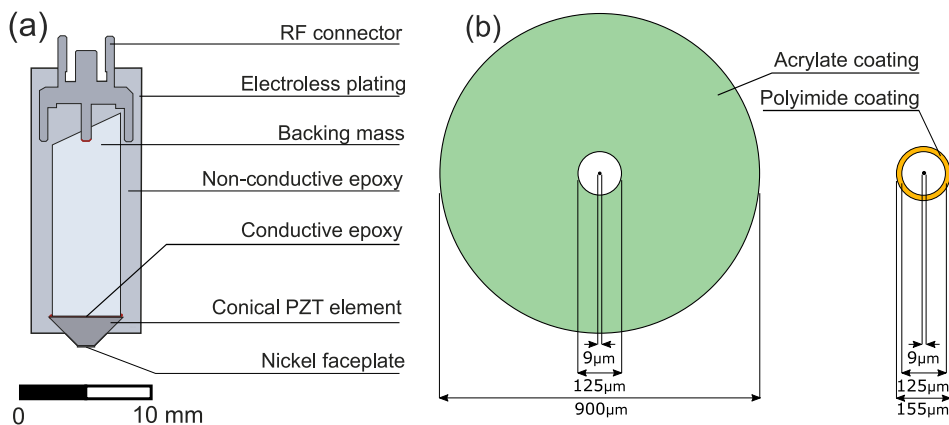 (a)
RF connector
Electroless plating
Backing mass
Non-conductive epoxy
Conductive epoxy
Conical PZT element
Nickel faceplate
0 10 mm
(b)
Acrylate coating
Polyimide coating
9µm
125µm
900µm
9µm
125µm
155µm